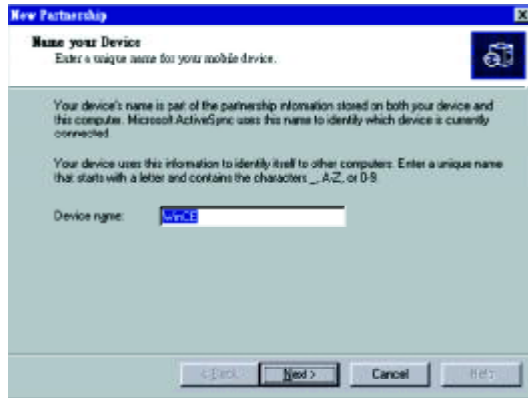 New Partnership
Name your Device
Enter a unique name for your mobile device.
Your device's name is part of the partnership information stored on both your device and
this computer. Microsoft ActiveSync uses this name to identify which device is currently
connected.
Your device uses this information to identify itself to other computers. Enter a unique name
that starts with a letter and contains the characters _, A-Z, or 0-9.
Device name:
WinCE
< Back
Next >
Cancel
Help